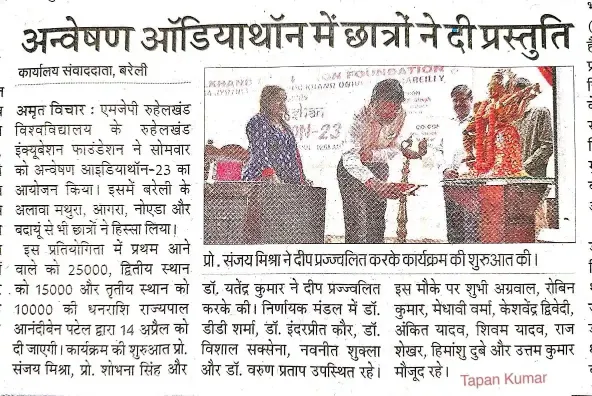 अन्वेषण ऑडियाथॉन में छात्रों ने दी प्रस्तुति
कार्यालय संवाददाता, बरेली
अमृत विचार : एमजेपी रुहेलखंड
विश्वविद्यालय के रुहेलखंड
इंक्यूबेशन फाउंडेशन ने सोमवार
को अन्वेषण आइडियाथॉन-23 का
आयोजन किया। इसमें बरेली के
अलावा मथुरा, आगरा, नोएडा और
बदायूं से भी छात्रों ने हिस्सा लिया।
इस प्रतियोगिता में प्रथम आने
वाले को 25000, द्वितीय स्थान
को 15000 और तृतीय स्थान को
10000 की धनराशि राज्यपाल
आनंदीबेन पटेल द्वारा 14 अप्रैल को
दी जाएगी। कार्यक्रम की शुरुआत प्रो.
संजय मिश्रा, प्रो. शोभना सिंह और
FOUNDATION
प्रो. संजय मिश्रा ने दीप प्रज्ज्वलित करके कार्यक्रम की शुरुआत की।
डॉ. यतेंद्र कुमार ने दीप प्रज्ज्वलित
करके की। निर्णायक मंडल में डॉ.
डीडी शर्मा, डॉ. इंदरप्रीत कौर, डॉ.
विशाल सक्सेना, नवनीत शुक्ला
और डॉ. वरुण प्रताप उपस्थित रहे।
इस मौके पर शुभी अग्रवाल, रोबिन
कुमार, मेधावी वर्मा, केशवेंद्र द्विवेदी,
अंकित यादव, शिवम यादव, राज
शेखर, हिमांशु दुबे और उत्तम कुमार
मौजूद रहे।
Tapan Kumar